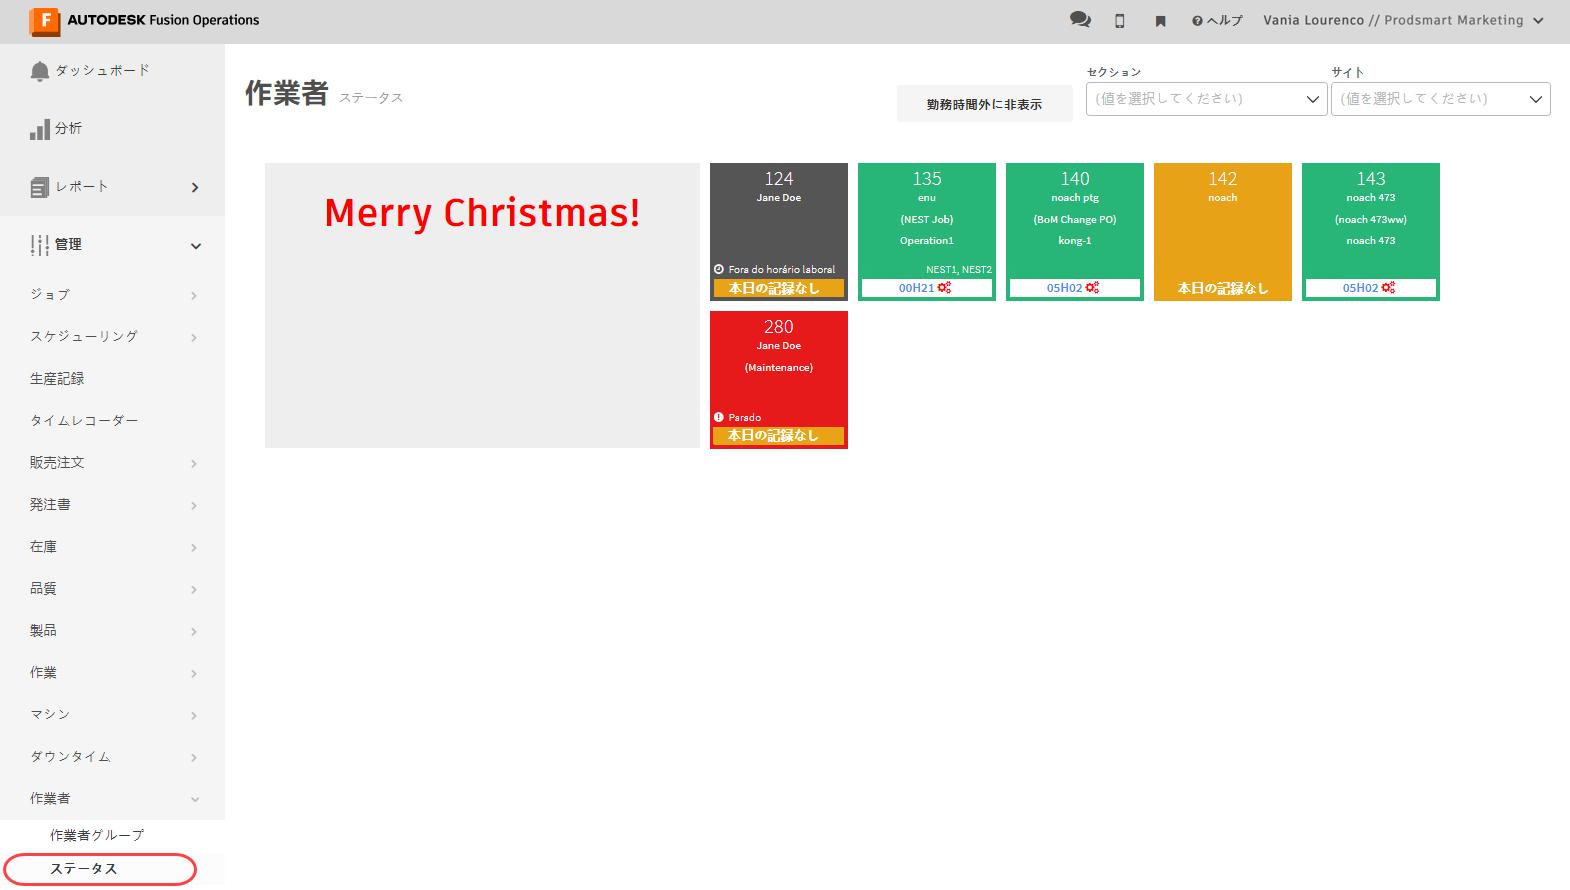 F AUTODESK Fusion Operations
ヘルプ
Vania Lourenco // Prodsmart Marketing
ダッシュボード
分析
レポート
管理
ジョブ
スケジューリング
生産記録
タイムレコーダー
販売注文
発注書
在庫
品質
製品
作業
マシン
ダウンタイム
作業者
作業者グループ
ステータス
作業者 ステータス
勤務時間外に非表示
セクション
(値を選択してください)
サイト
(値を選択してください)
Merry Christmas!
124
Jane Doe
Fora do horário laboral
本日の記録なし
135
enu
(NEST Job)
Operation1
NEST1, NEST2
00H21
140
noach ptg
(BoM Change PO)
kong-1
05H02
142
noach
本日の記録なし
143
noach 473
(noach 473ww)
noach 473
05H02
280
Jane Doe
(Maintenance)
Parado
本日の記録なし